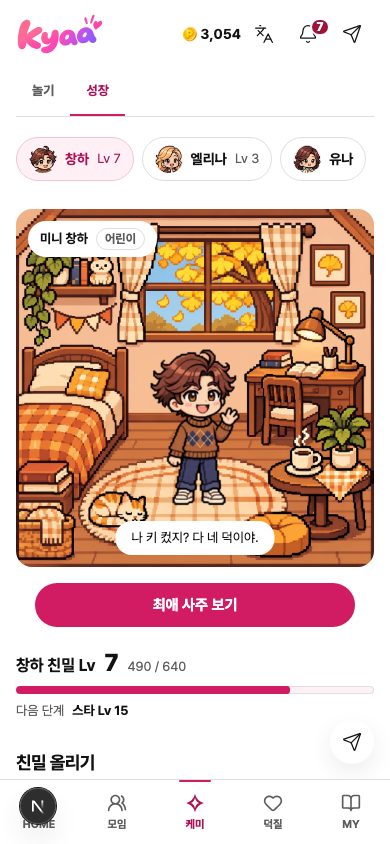 kyaa
3,054
7
놀기
성장
창하 Lv 7
엘리나 Lv 3
유나
미니 창하 어린이
나 키 컸지? 다 네 덕이야.
최애 사주 보기
창하 친밀 Lv 7 490 / 640
다음 단계 스타 Lv 15
친밀 올리기
N
HOME
모임
케미
덕질
MY